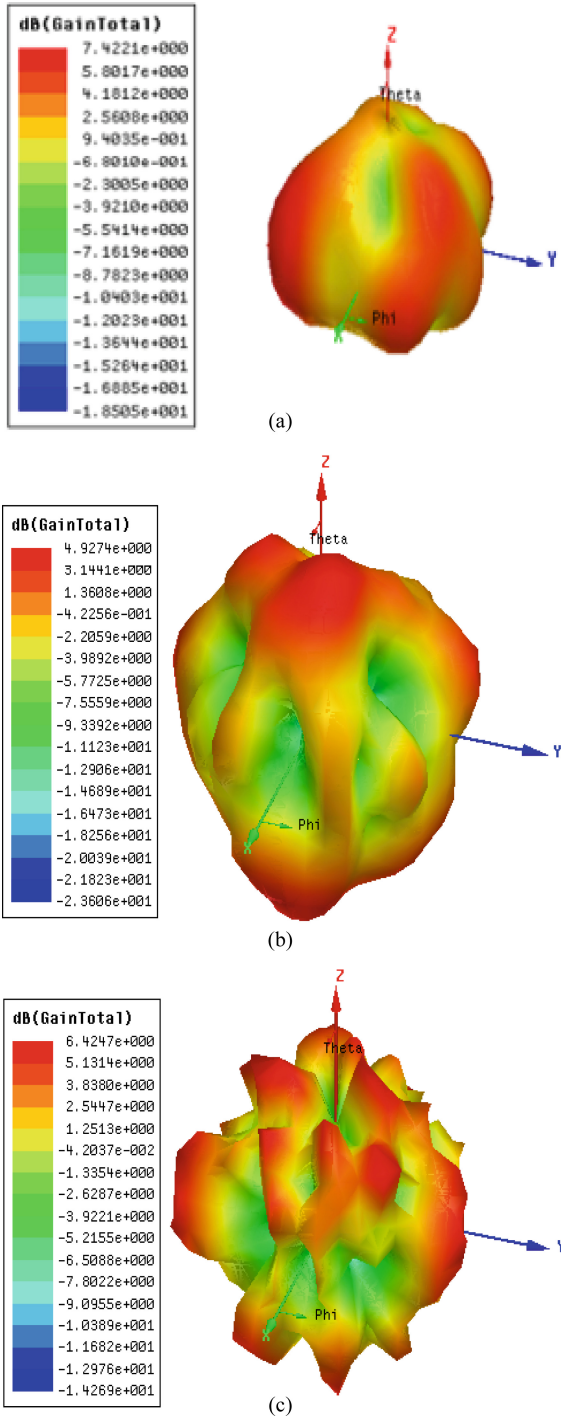 dB(GainTotal)
7.4221e+000
5.8017e+000
4.1812e+000
2.5608e+000
9.4035e-001
-6.8010e-001
-2.3005e+000
-3.9210e+000
-5.5414e+000
-7.1619e+000
-8.7823e+000
-1.0403e+001
-1.2023e+001
-1.3644e+001
-1.5264e+001
-1.6885e+001
-1.8505e+001
Z
Theta
Y
Phi
X
(a)
dB(GainTotal)
4.9274e+000
3.1441e+000
1.3608e+000
-4.2256e-001
-2.2059e+000
-3.9892e+000
-5.7725e+000
-7.5559e+000
-9.3392e+000
-1.1123e+001
-1.2906e+001
-1.4689e+001
-1.6473e+001
-1.8256e+001
-2.0039e+001
-2.1823e+001
-2.3606e+001
Z
Theta
Y
Phi
X
(b)
dB(GainTotal)
6.4247e+000
5.1314e+000
3.8380e+000
2.5447e+000
1.2513e+000
-4.2037e-002
-1.3354e+000
-2.6287e+000
-3.9221e+000
-5.2155e+000
-6.5088e+000
-7.8022e+000
-9.0955e+000
-1.0389e+001
-1.1682e+001
-1.2976e+001
-1.4269e+001
Z
Theta
Y
Phi
X
(c)